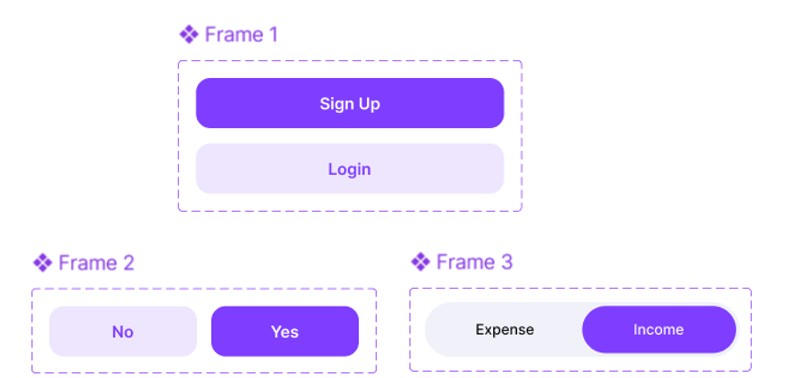 Frame 1
Sign Up
Login
Frame 2
No
Yes
Frame 3
Expense
Income